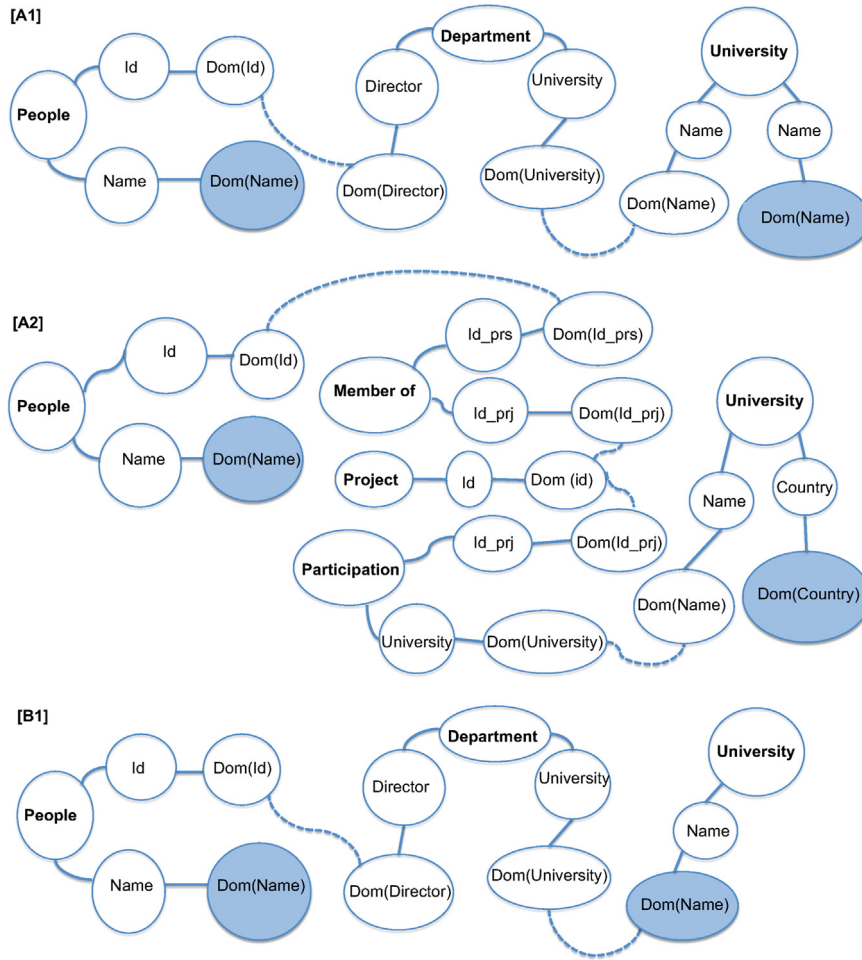 [A1]
Department
Id
Dom(Id)
Director
University
University
People
Name
Name
Name
Dom(Name)
Dom(Director)
Dom(University)
Dom(Name)
Dom(Name)
[A2]
Id_prs
Dom(Id_prs)
Id
Dom(Id)
Member of
People
Id_prj
Dom(Id_prj)
University
Name
Dom(Name)
Project
Id
Dom (id)
Name
Country
Id_prj
Dom(Id_prj)
Participation
Dom(Name)
Dom(Country)
University
Dom(University)
[B1]
Department
University
Id
Dom(Id)
Director
University
People
Name
Name
Dom(Name)
Dom(Director)
Dom(University)
Dom(Name)